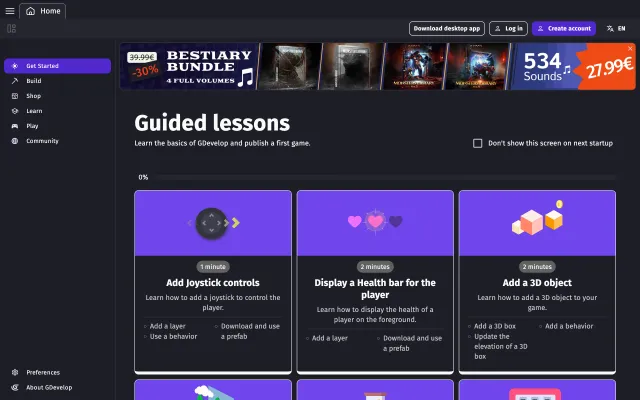 Home
Download desktop app
Log in
Create account
EN
Get Started
Build
Shop
Learn
Play
Community
39.99€
-30%
BESTIARY
BUNDLE
4 FULL VOLUMES
534
Sounds
27.99€
Guided lessons
Learn the basics of GDevelop and publish a first game.
Don't show this screen on next startup
0%
1 minute
Add Joystick controls
Learn how to add a joystick to control the
player.
Add a layer
Use a behavior
Download and use
a prefab
2 minutes
Display a Health bar for the
player
Learn how to display the health of a
player on the foreground.
Add a layer
Download and use
a prefab
2 minutes
Add a 3D object
Learn how to add a 3D object to your
game.
Add a 3D box
Update the
elevation of a 3D
box
Add a behavior
Preferences
About GDevelop